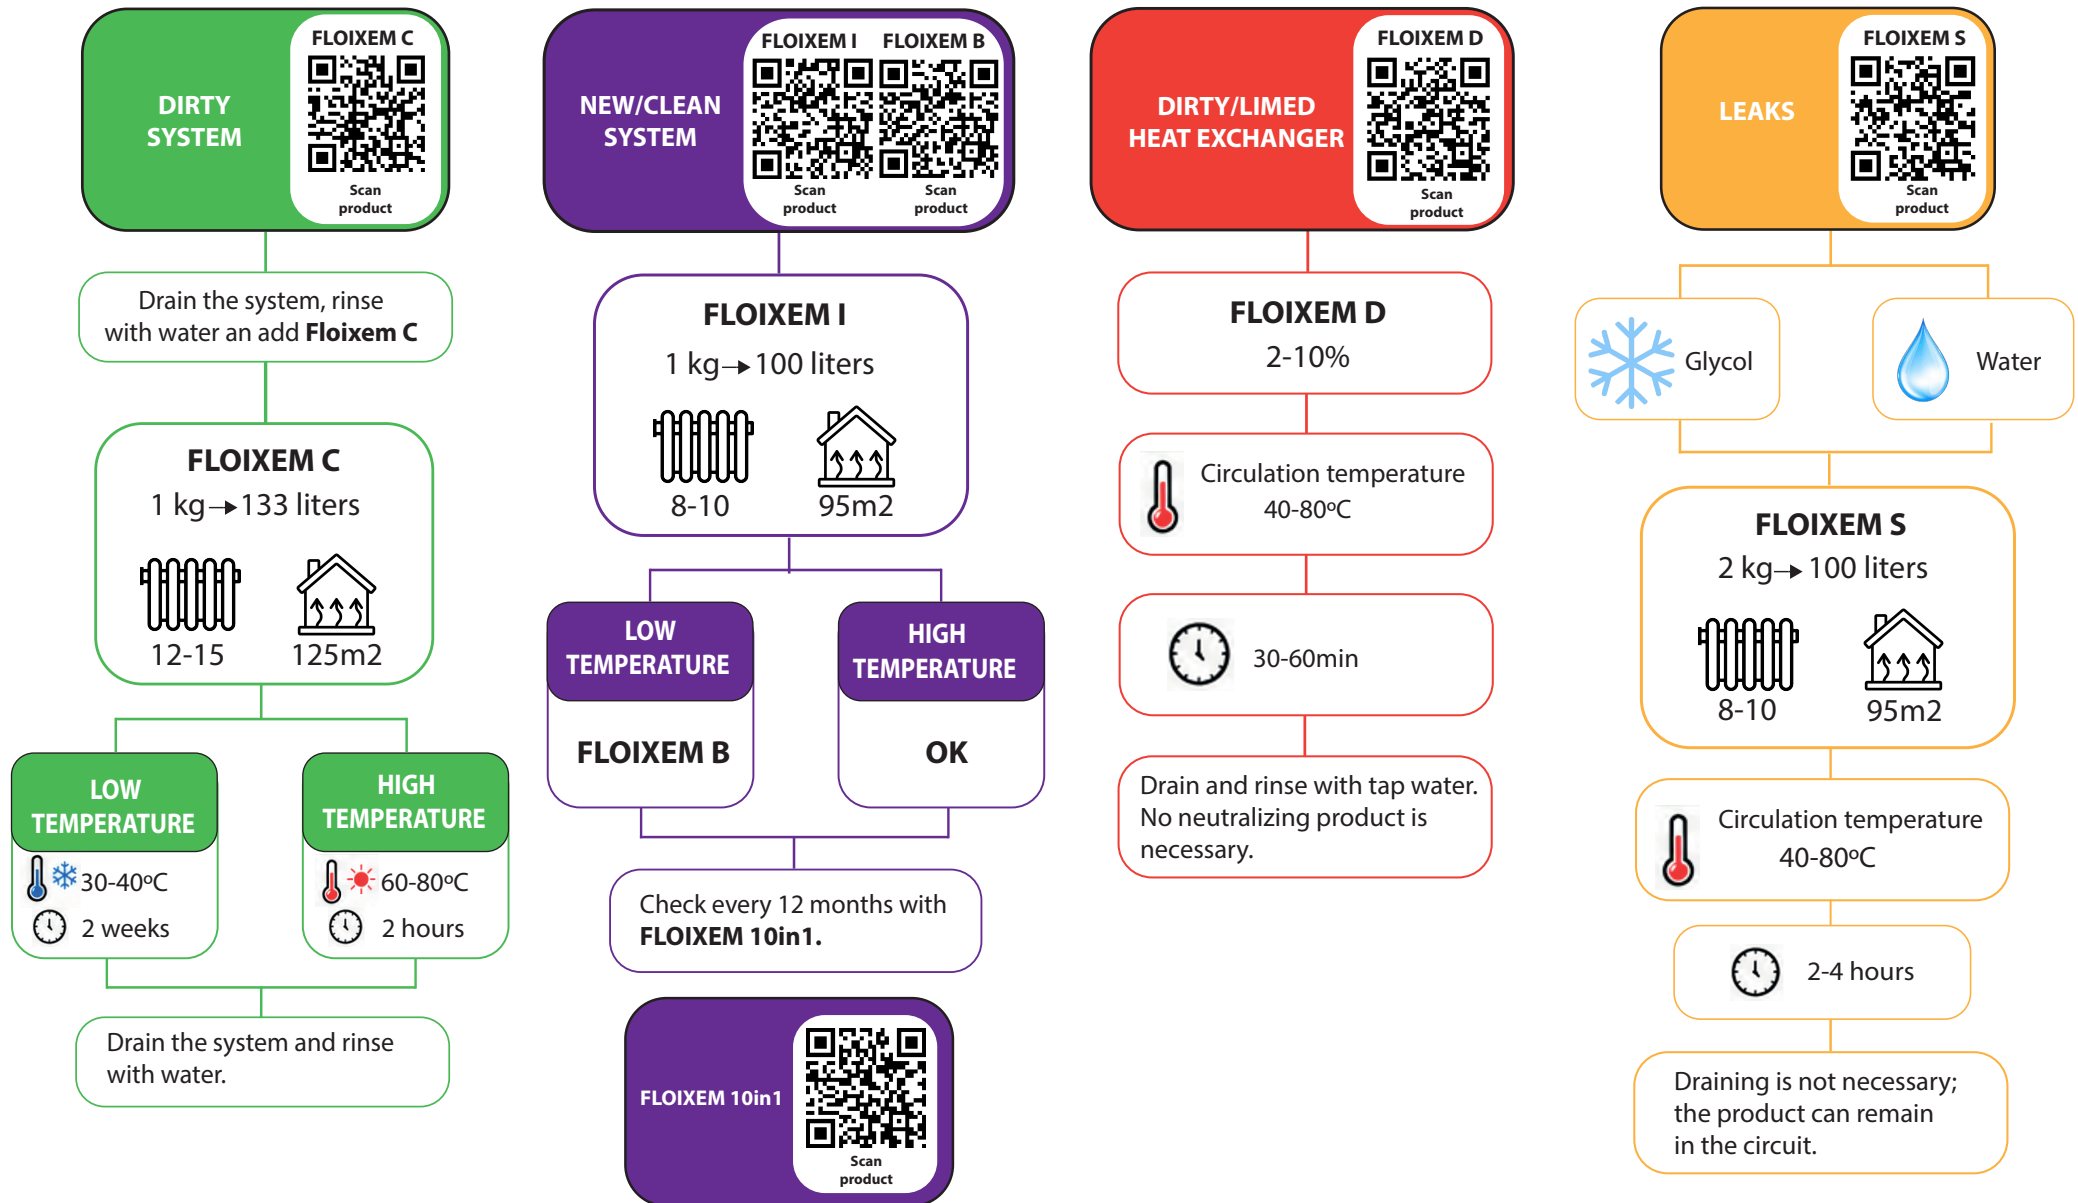 DIRTY
SYSTEM
FLOIXEM C
Scan
product
Drain the system, rinse
with water an add Floixem C
FLOIXEM C
1 kg→133 liters
12-15
125m2
LOW
TEMPERATURE
30-40ºC
2 weeks
HIGH
TEMPERATURE
60-80ºC
2 hours
Drain the system and rinse
with water.
NEW/CLEAN
SYSTEM
FLOIXEM I
Scan
product
FLOIXEM B
Scan
product
FLOIXEM I
1 kg→100 liters
8-10
95m2
LOW
TEMPERATURE
FLOIXEM B
HIGH
TEMPERATURE
OK
Check every 12 months with
FLOIXEM 10in1.
FLOIXEM 10in1
Scan
product
DIRTY/LIMED
HEAT EXCHANGER
FLOIXEM D
Scan
product
FLOIXEM D
2-10%
Circulation temperature
40-80ºC
30-60min
Drain and rinse with tap water.
No neutralizing product is
necessary.
LEAKS
FLOIXEM S
Scan
product
Glycol
Water
FLOIXEM S
2 kg→100 liters
8-10
95m2
Circulation temperature
40-80ºC
2-4 hours
Draining is not necessary;
the product can remain
in the circuit.